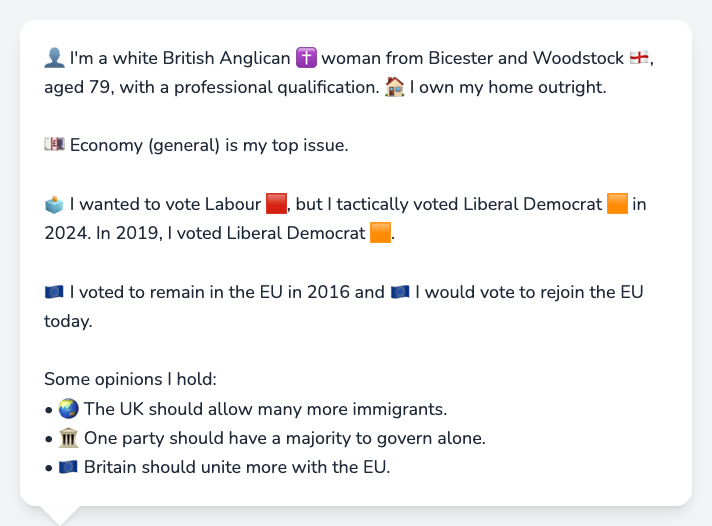 👤 I'm a white British Anglican ✝️ woman from Bicester and Woodstock 🏴󠁧󠁢󠁥󠁮󠁧󠁿,
aged 79, with a professional qualification. 🏠 I own my home outright.
💷 Economy (general) is my top issue.
🗳️ I wanted to vote Labour 🟥, but I tactically voted Liberal Democrat 🟧 in
2024. In 2019, I voted Liberal Democrat 🟧.
🇪🇺 I voted to remain in the EU in 2016 and 🇪🇺 I would vote to rejoin the EU
today.
Some opinions I hold:
• 🌏 The UK should allow many more immigrants.
• 🏛️ One party should have a majority to govern alone.
• 🇪🇺 Britain should unite more with the EU.